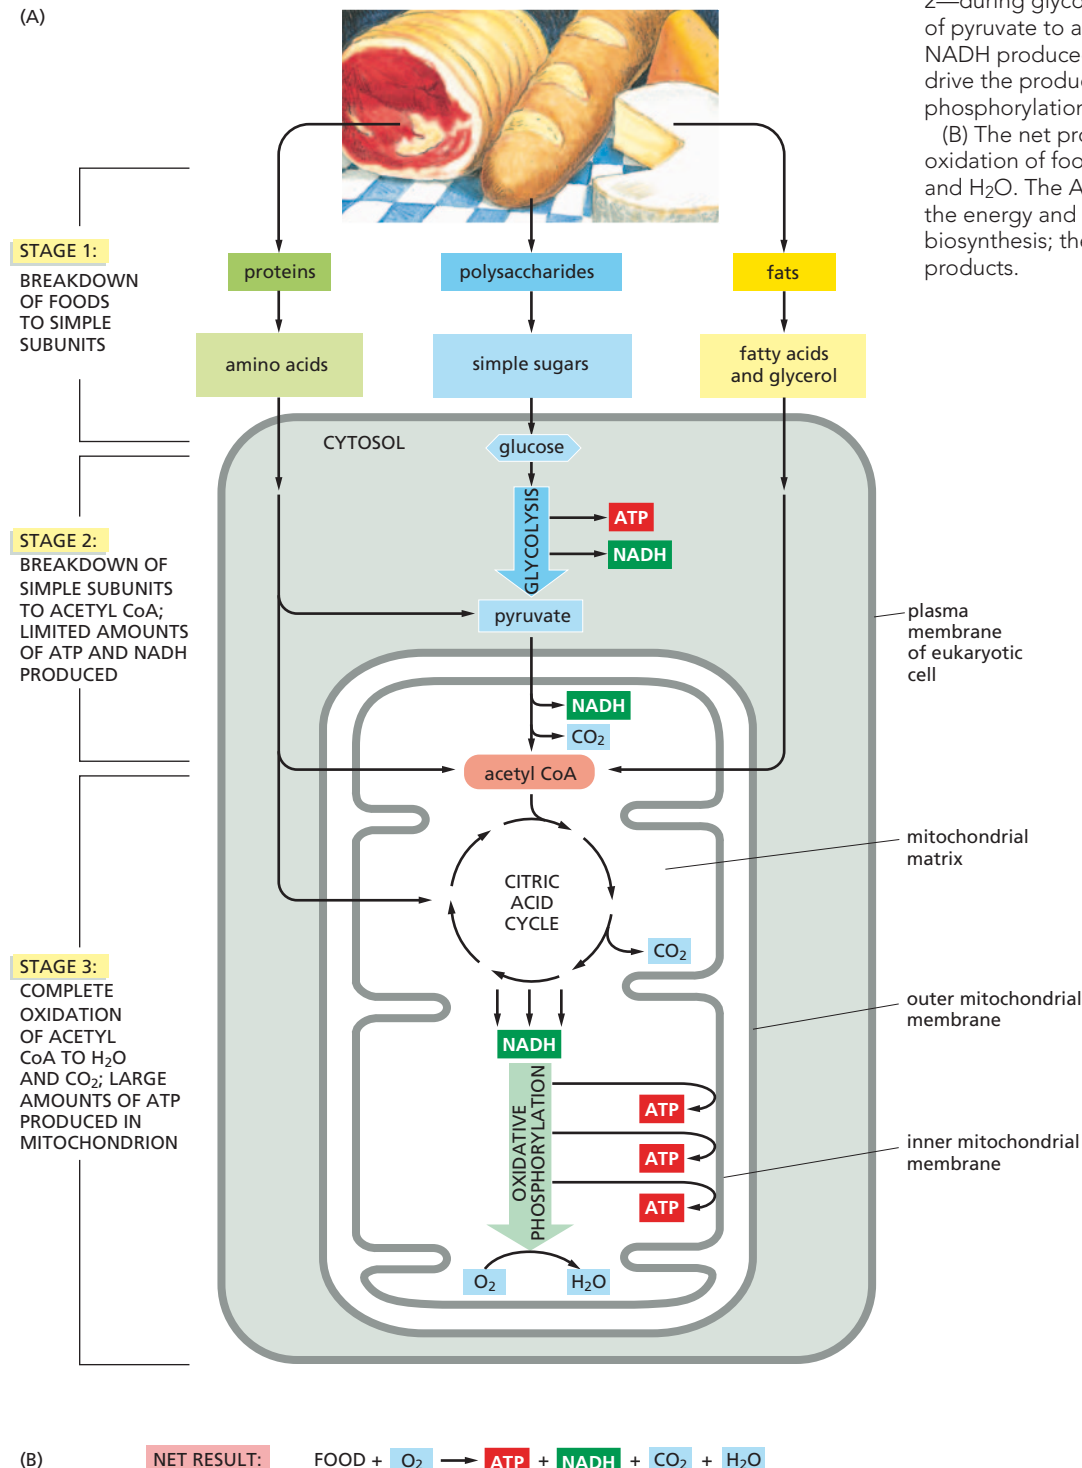 (A)
2—during glyco
of pyruvate to a
NADH produce
drive the produc
phosphorylation
(B) The net pro
oxidation of foo
and H₂O. The A
the energy and
biosynthesis; the
products.
STAGE 1:
BREAKDOWN
OF FOODS
TO SIMPLE
SUBUNITS
proteins
polysaccharides
fats
amino acids
simple sugars
fatty acids
and glycerol
CYTOSOL
glucose
GLYCOLYSIS
ATP
NADH
STAGE 2:
BREAKDOWN OF
SIMPLE SUBUNITS
TO ACETYL CoA;
LIMITED AMOUNTS
OF ATP AND NADH
PRODUCED
pyruvate
plasma
membrane
of eukaryotic
cell
NADH
CO₂
acetyl CoA
mitochondrial
matrix
CITRIC
ACID
CYCLE
CO₂
STAGE 3:
COMPLETE
OXIDATION
OF ACETYL
CoA TO H₂O
AND CO₂; LARGE
AMOUNTS OF ATP
PRODUCED IN
MITOCHONDRION
outer mitochondrial
membrane
NADH
OXIDATIVE
PHOSPHORYLATION
ATP
ATP
ATP
inner mitochondrial
membrane
O₂
H₂O
(B)
NET RESULT:
FOOD + O₂ → ATP + NADH + CO₂ + H₂O